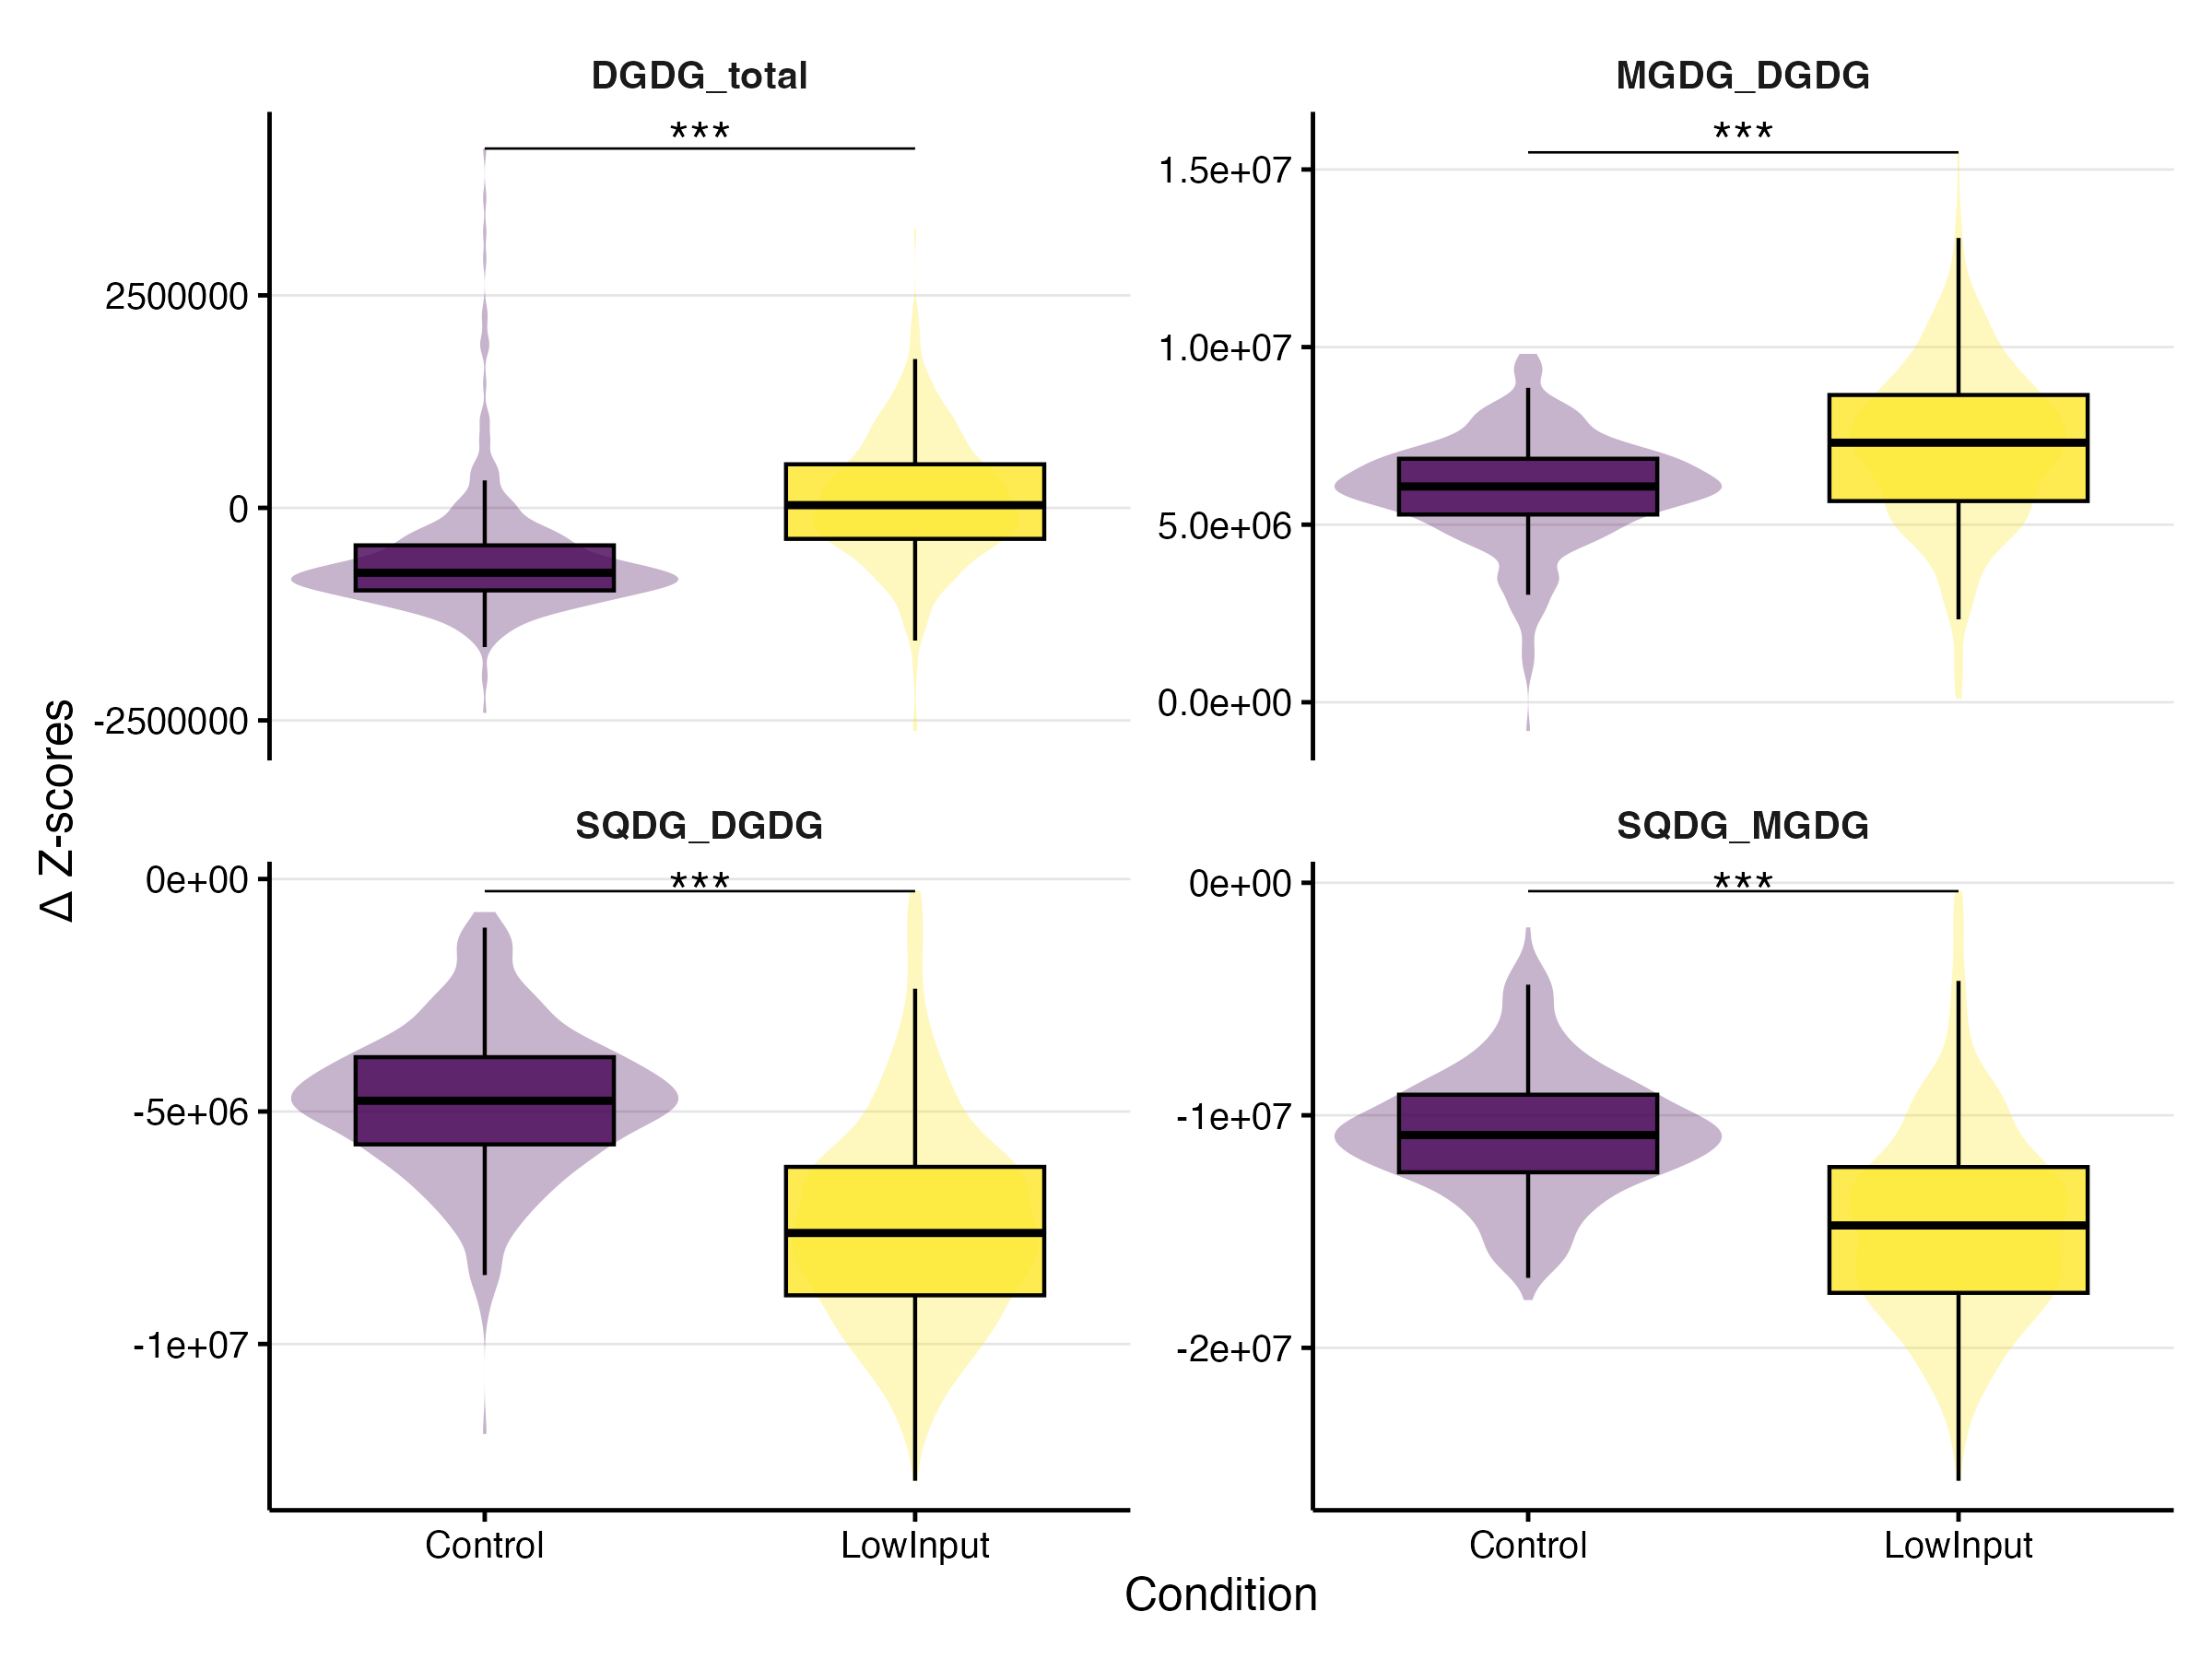 DGDG_total
***
2500000
0
-2500000
MGDG_DGDG
***
1.5e+07
1.0e+07
5.0e+06
0.0e+00
SQDG_DGDG
***
0e+00
-5e+06
-1e+07
Control LowInput
SQDG_MGDG
***
0e+00
-1e+07
-2e+07
Control LowInput
Δ Z-scores
Condition